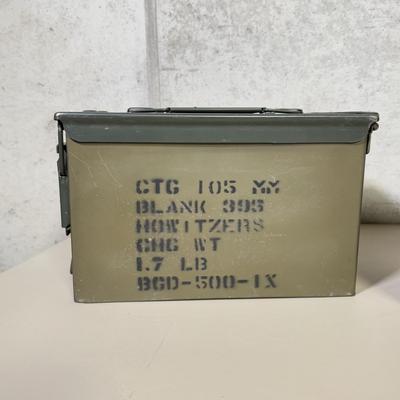 CTG 105 MM
BLANK 395
HOWITZERS
CHG WT
1.7 LB
BGD-500-1X